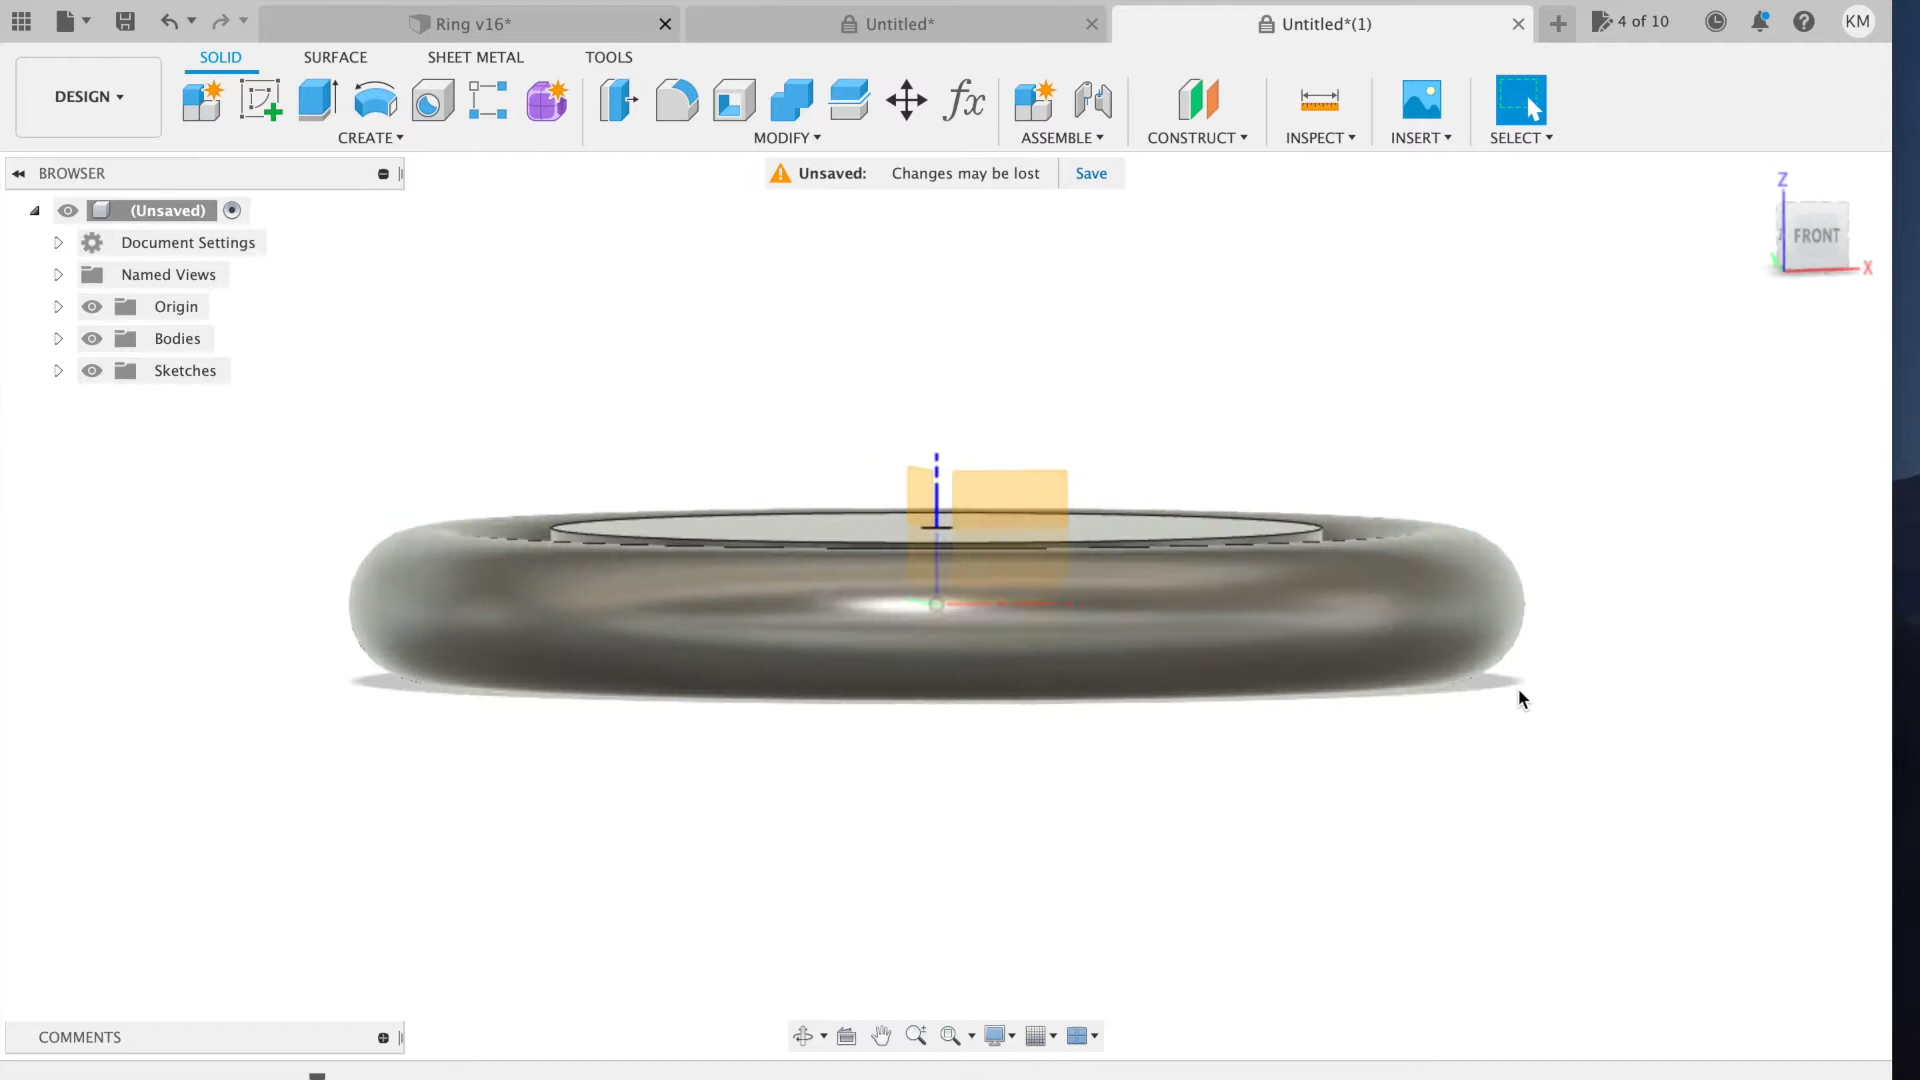 Ring v16*
Untitled*
Untitled*(1)
4 of 10
KM
DESIGN
SOLID
SURFACE
SHEET METAL
TOOLS
fx
CREATE
MODIFY
ASSEMBLE
CONSTRUCT
INSPECT
INSERT
SELECT
BROWSER
Unsaved: Changes may be lost
Save
(Unsaved)
Document Settings
Named Views
Origin
Bodies
Sketches
Z
FRONT
X
COMMENTS